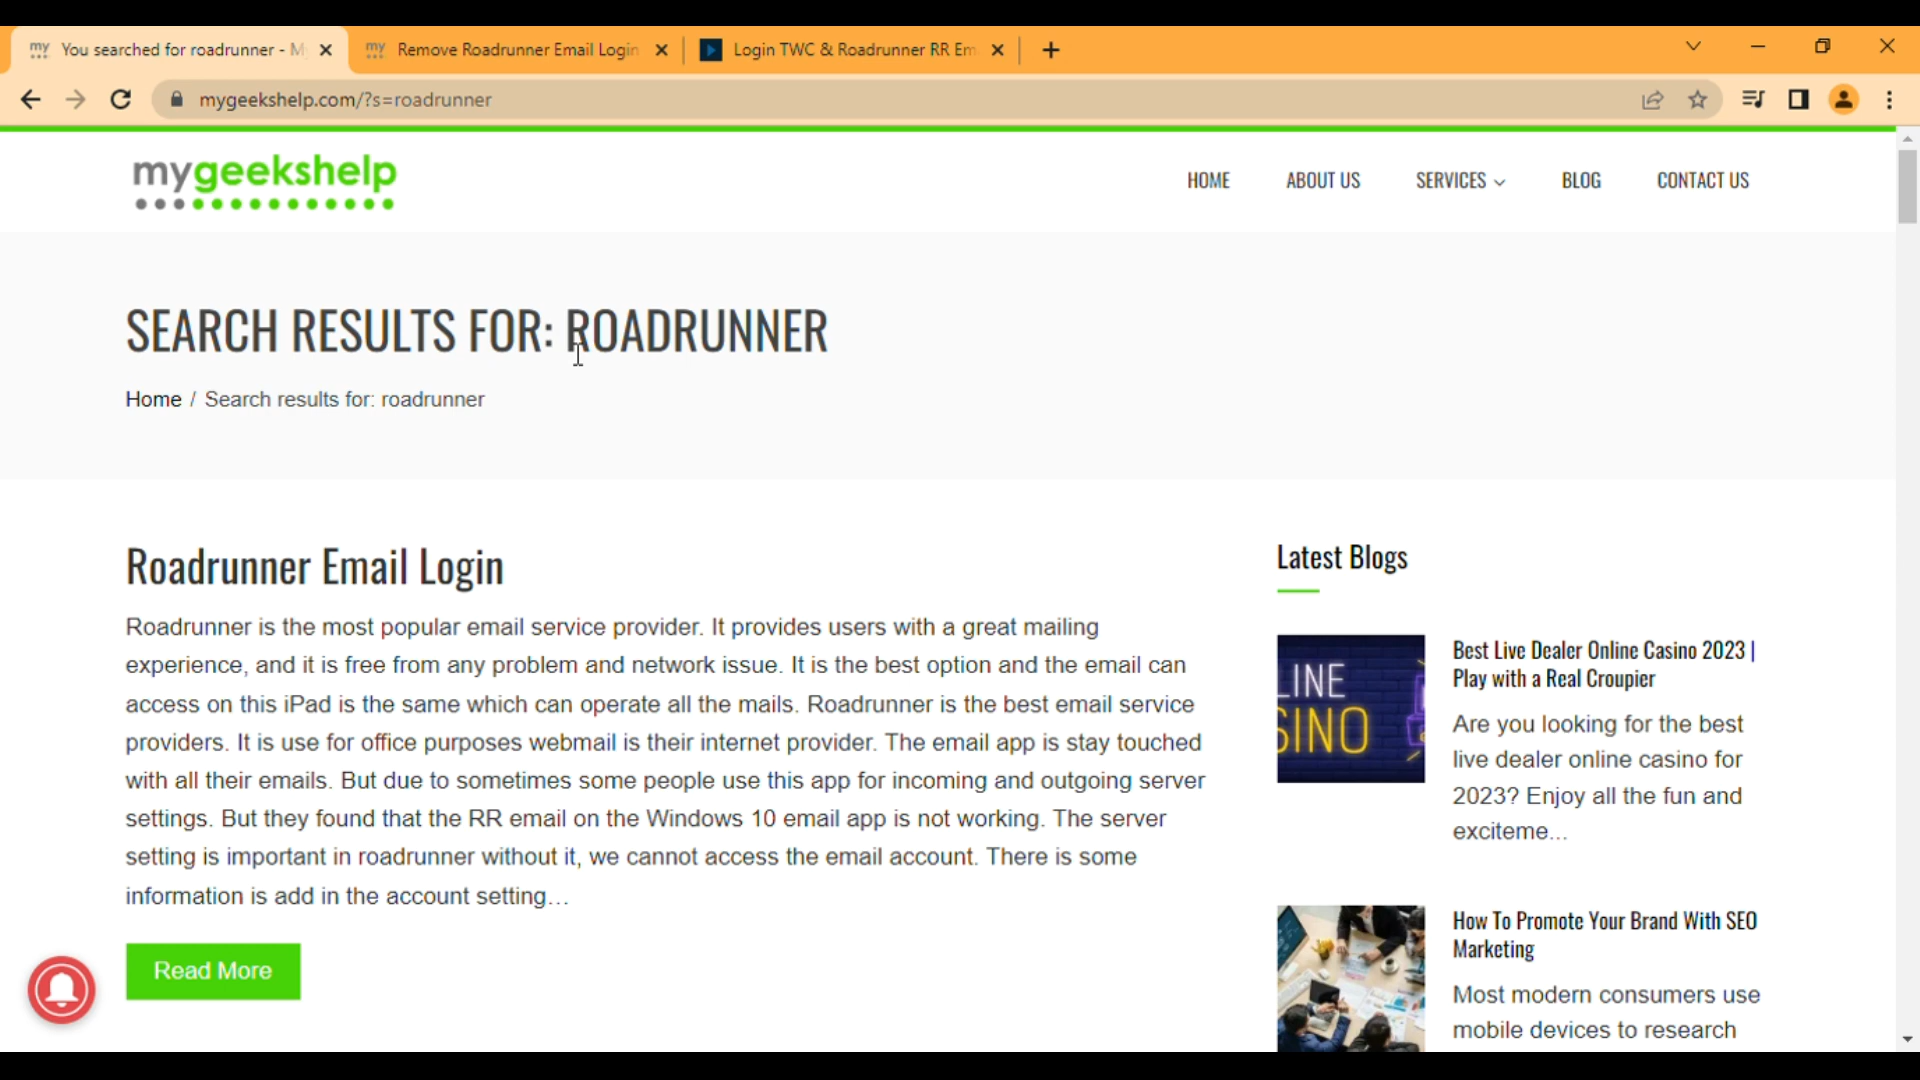 my You searched for roadrunner - M
my Remove Roadrunner Email Login
Login TWC & Roadrunner RR Em
mygeekshelp.com/?s=roadrunner
mygeekshelp
HOME ABOUT US SERVICES BLOG CONTACT US
SEARCH RESULTS FOR: ROADRUNNER
Home / Search results for: roadrunner
Roadrunner Email Login
Roadrunner is the most popular email service provider. It provides users with a great mailing
experience, and it is free from any problem and network issue. It is the best option and the email can
access on this iPad is the same which can operate all the mails. Roadrunner is the best email service
providers. It is use for office purposes webmail is their internet provider. The email app is stay touched
with all their emails. But due to sometimes some people use this app for incoming and outgoing server
settings. But they found that the RR email on the Windows 10 email app is not working. The server
setting is important in roadrunner without it, we cannot access the email account. There is some
information is add in the account setting...
Read More
Latest Blogs
LINE
SINO
Best Live Dealer Online Casino 2023 |
Play with a Real Croupier
Are you looking for the best
live dealer online casino for
2023? Enjoy all the fun and
exciteme...
How To Promote Your Brand With SEO
Marketing
Most modern consumers use
mobile devices to research